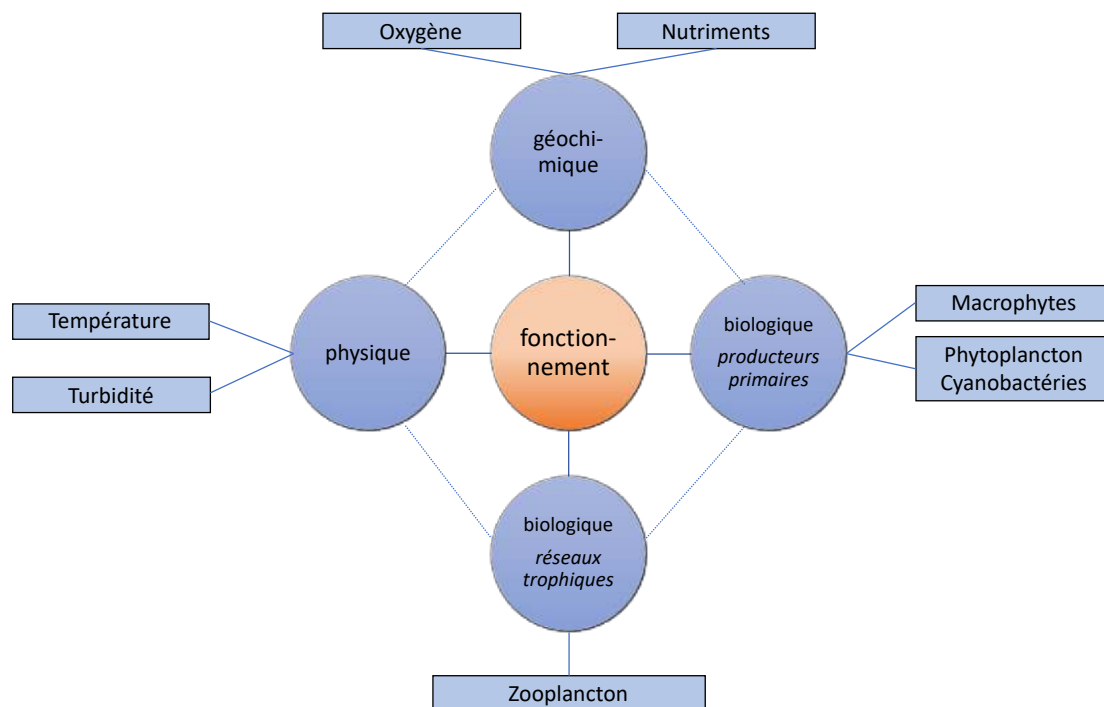 Oxygène
Nutriments
géochi-
mique
Température
Turbidité
physique
fonction-
nement
biologique
producteurs
primaires
Macrophytes
Phytoplancton
Cyanobactéries
biologique
réseaux
trophiques
Zooplancton